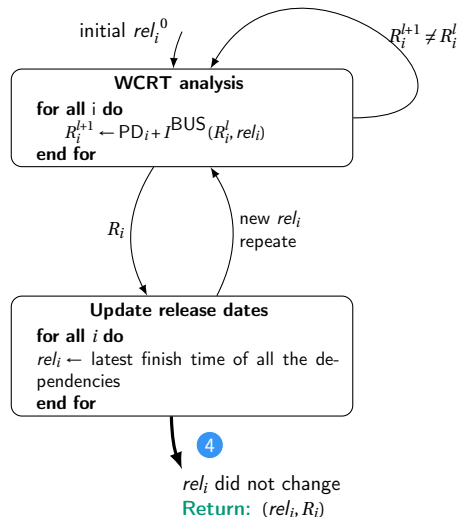 initial rel_i^0
R_i^{l+1} ≠ R_i^l
WCRT analysis
for all i do
R_i^{l+1} ← PD_i + I^{BUS}(R_i^l, rel_i)
end for
R_i
new rel_i
repeat
Update release dates
for all i do
rel_i ← latest finish time of all the de-
pendencies
end for
4
rel_i did not change
Return: (rel_i, R_i)